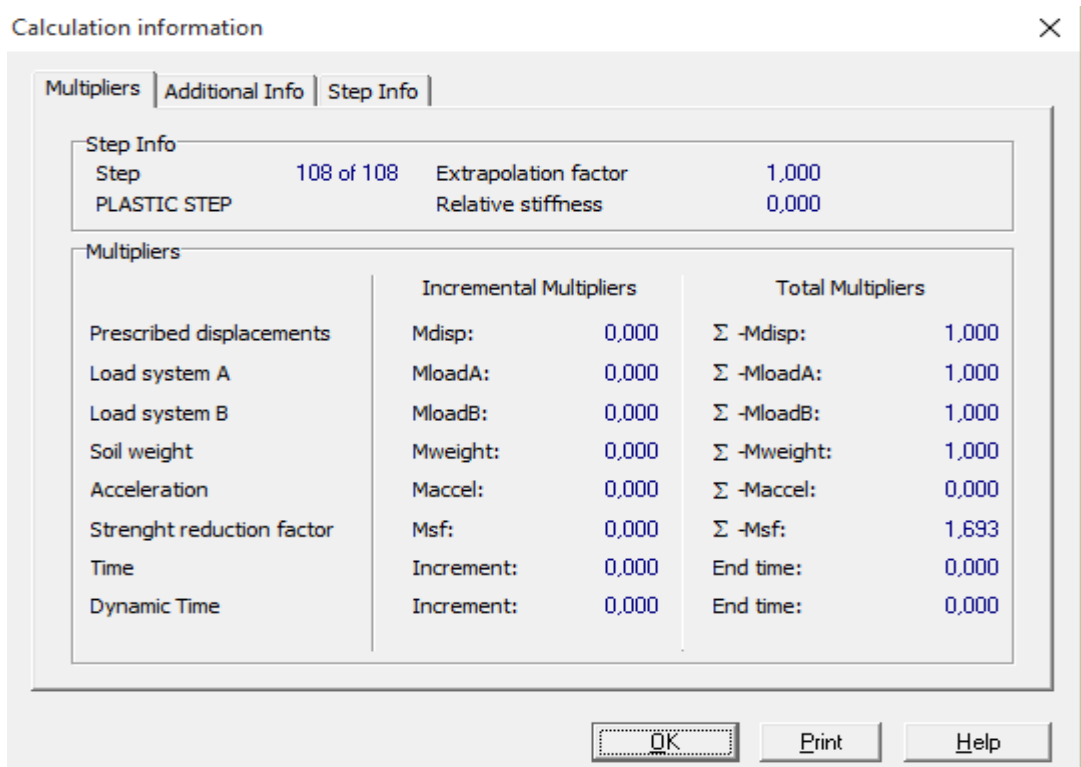 Calculation information
Multipliers Additional Info Step Info
Step Info
Step 108 of 108 Extrapolation factor 1,000
PLASTIC STEP Relative stiffness 0,000
Multipliers
Incremental Multipliers Total Multipliers
Prescribed displacements Mdisp: 0,000 Σ -Mdisp: 1,000
Load system A MloadA: 0,000 Σ -MloadA: 1,000
Load system B MloadB: 0,000 Σ -MloadB: 1,000
Soil weight Mweight: 0,000 Σ -Mweight: 1,000
Acceleration Maccel: 0,000 Σ -Maccel: 0,000
Strenght reduction factor Msf: 0,000 Σ -Msf: 1,693
Time Increment: 0,000 End time: 0,000
Dynamic Time Increment: 0,000 End time: 0,000
OK Print Help